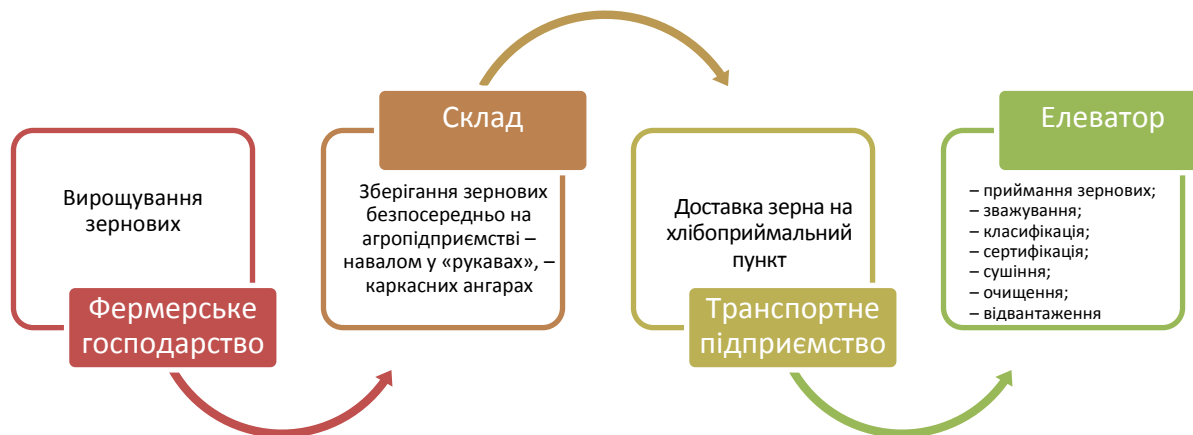 Вирощування
зернових
Фермерське
господарство
Склад
Зберігання зернових
безпосередньо на
агропідприємстві –
навалом у «рукавах», –
каркасних ангарах
Доставка зерна на
хлібоприймальний
пункт
Транспортне
підприємство
Елеватор
– приймання зернових;
– зважування;
– класифікація;
– сертифікація;
– сушіння;
– очищення;
– відвантаження